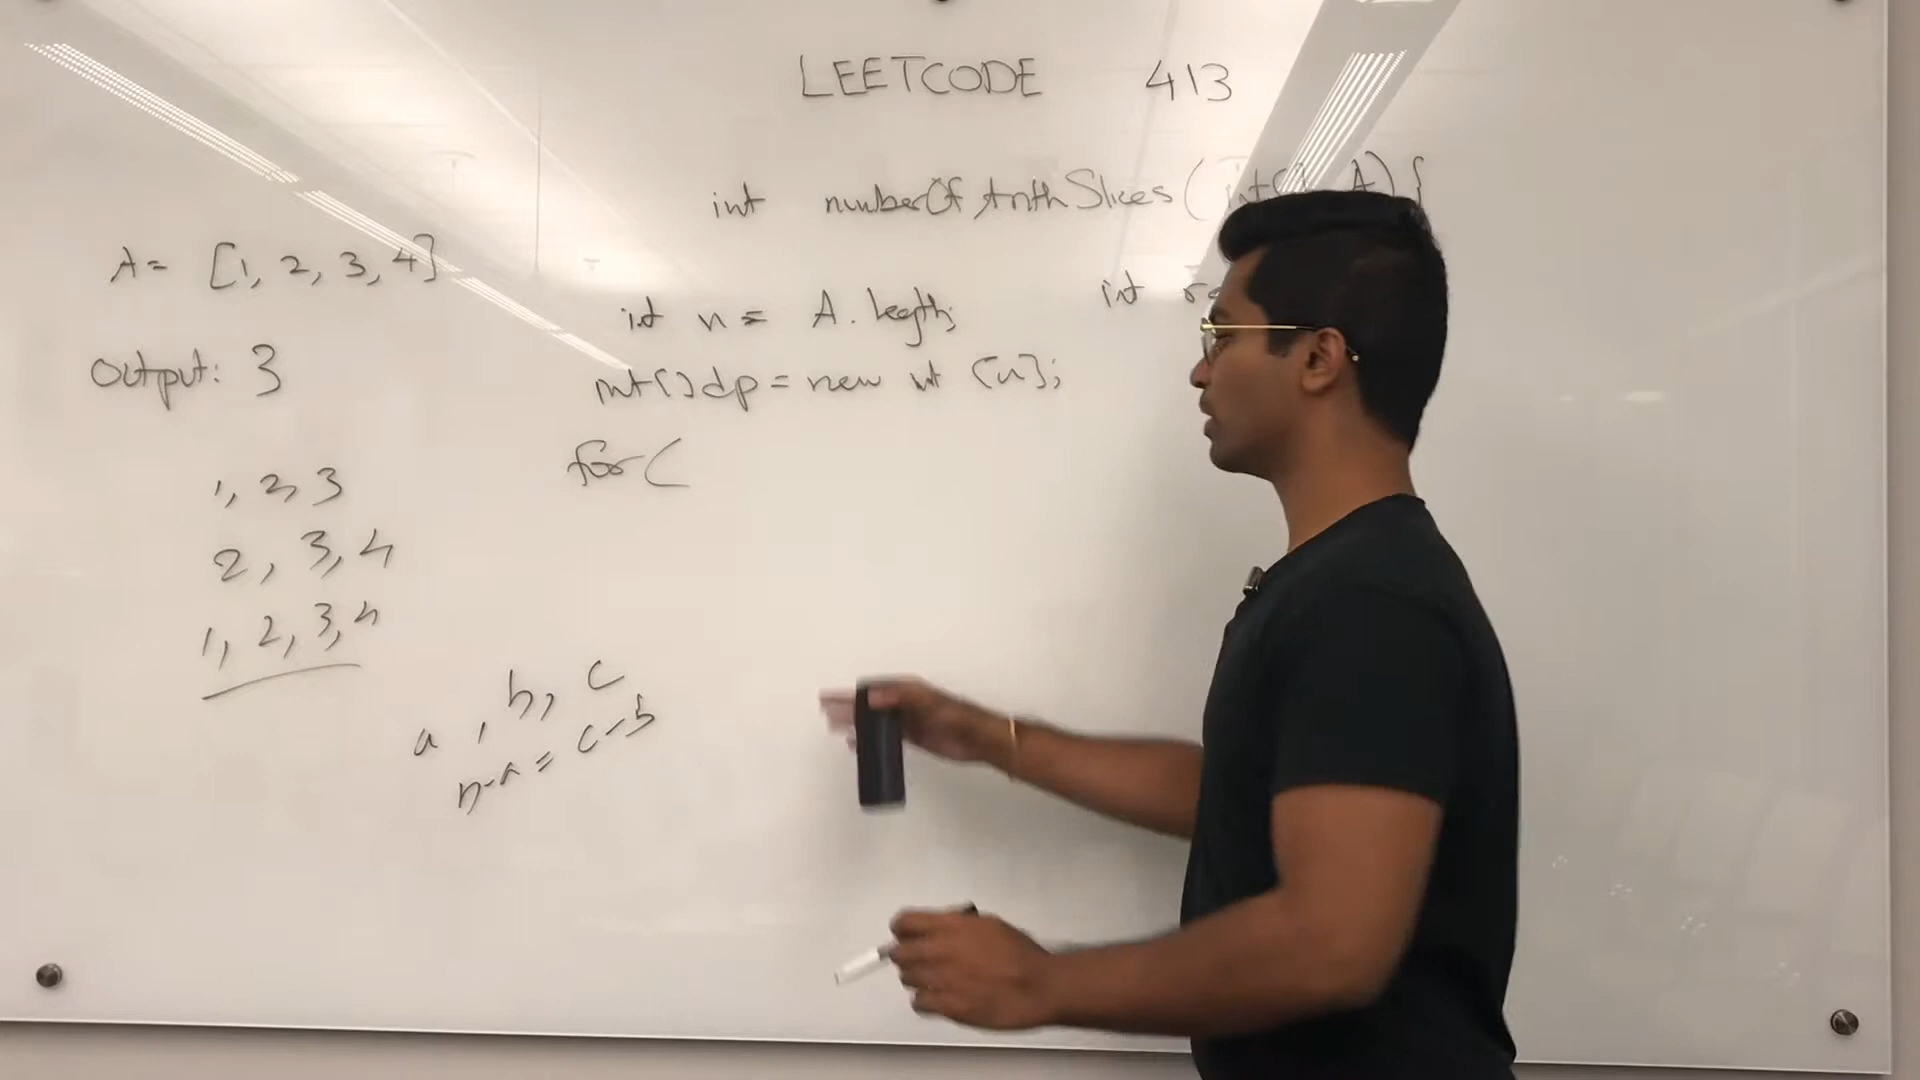 LEETCODE 413
int numberOfArithSlices(int[] A) {
A= [1, 2, 3, 4]
Output: 3
1, 2, 3
2, 3, 4
1, 2, 3, 4
int n = A.length;
int
int[] dp = new int [n];
for (
a, b, c
b-a = c-b